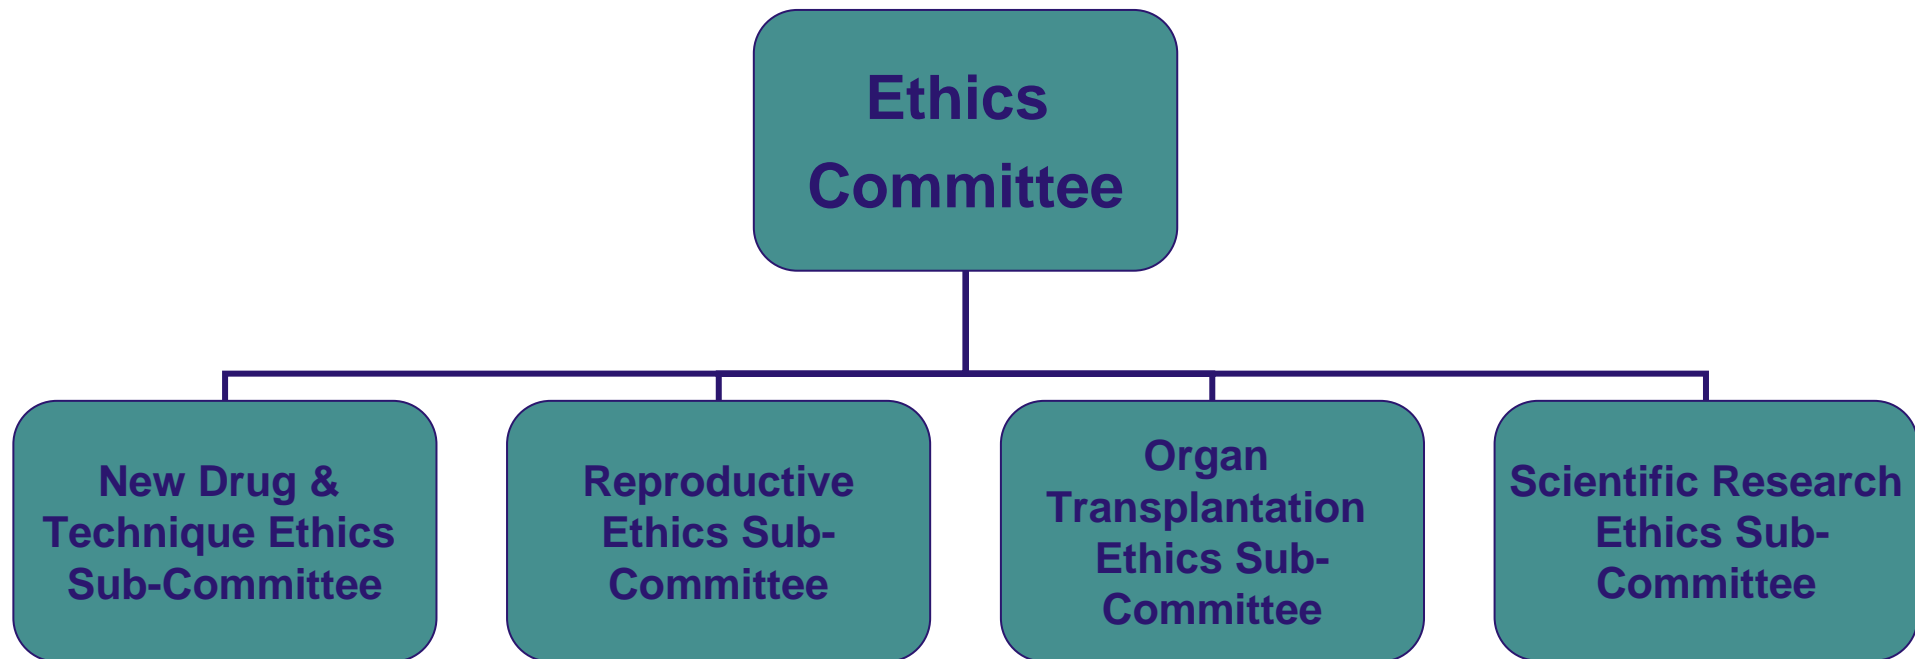 Ethics
Committee
New Drug &
Technique Ethics
Sub-Committee
Reproductive
Ethics Sub-
Committee
Organ
Transplantation
Ethics Sub-
Committee
Scientific Research
Ethics Sub-
Committee